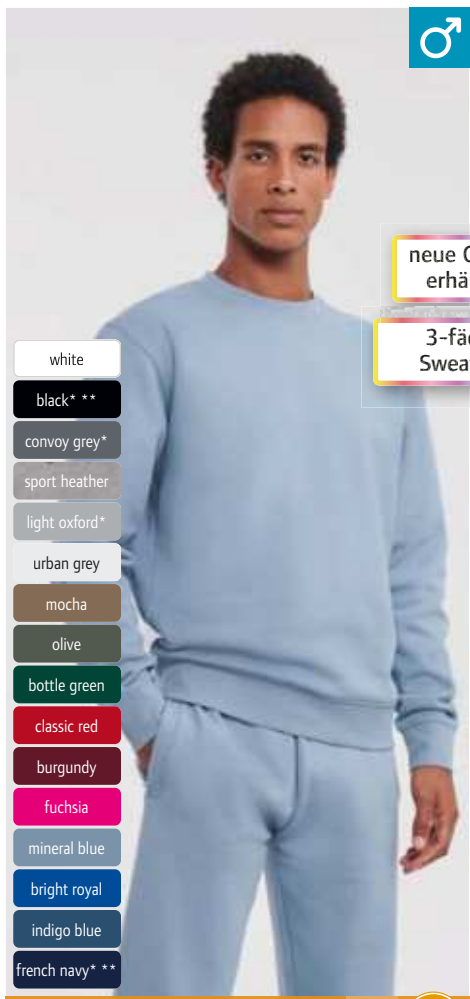 neue
erhä
3-fä
Swea
white
black* **
convoy grey*
sport heather
light oxford*
urban grey
mocha
olive
bottle green
classic red
burgundy
fuchsia
mineral blue
bright royal
indigo blue
french navy* **